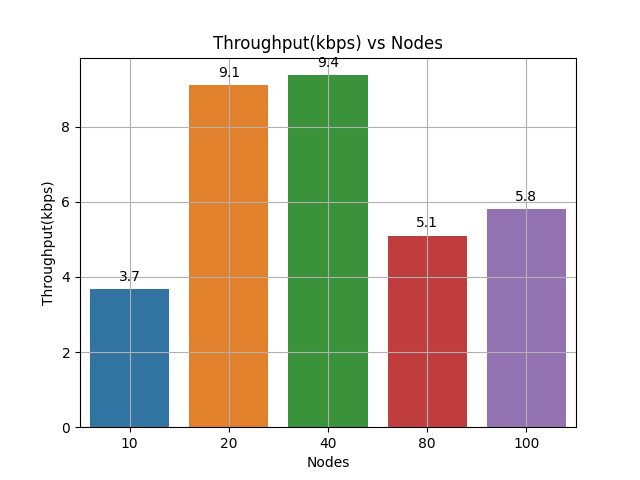 Throughput(kbps) vs Nodes
9.4
9.1
8
6
5.8
5.1
4
3.7
2
0
Throughput(kbps)
10 20 40 80 100
Nodes